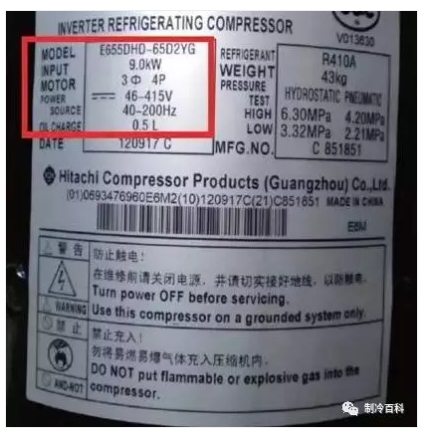 INVERTER REFRIGERATING COMPRESSOR
V013630
MODEL E655DHD-65D2YG
INPUT 9.0kW
MOTOR 3Φ 4P
POWER SOURCE 46-415V
40-200Hz
OIL CHARGE 0.5 L
DATE 120917 C
REFRIGERANT R410A
WEIGHT 43kg
PRESSURE TEST HYDROSTATIC PNEUMATIC
HIGH 6.30MPa 4.20MPa
LOW 3.32MPa 2.21MPa
MFG.NO. C 851851
Hitachi Compressor Products (Guangzhou) Co.,Ltd.
(01)0693476960E6M2(10)120917C(21)C851851 MADE IN CHINA
E6M
警告 防止触电!
在维修前请关闭电源，并请切实接好地线，以防触电.
Turn power OFF before servicing.
WARNING Use this compressor on a grounded system only.
禁止 禁止充入!
勿将易燃易爆气体充入压缩机内.
DO NOT put flammable or explosive gas into the
compressor.
制冷百科